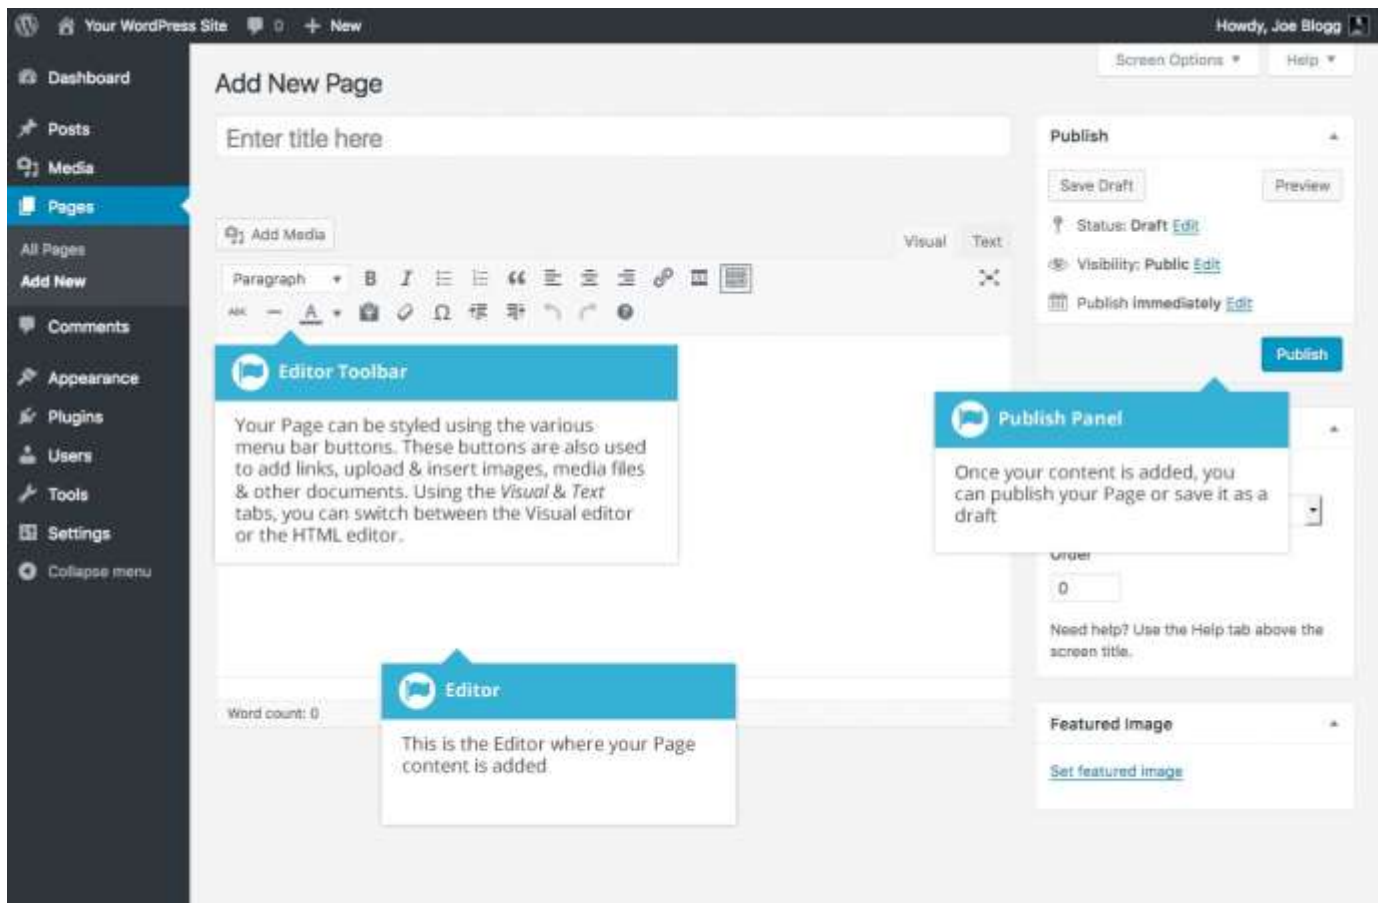 Your WordPress Site 0 + New
Howdy, Joe Blogg
Dashboard
Posts
Media
Pages
All Pages
Add New
Comments
Appearance
Plugins
Users
Tools
Settings
Collapse menu
Screen Options
Help
Add New Page
Enter title here
Add Media
Visual Text
Paragraph B I
ABC A Ω
Editor Toolbar
Your Page can be styled using the various
menu bar buttons. These buttons are also used
to add links, upload & insert images, media files
& other documents. Using the Visual & Text
tabs, you can switch between the Visual editor
or the HTML editor.
Editor
This is the Editor where your Page
content is added
Word count: 0
Publish
Save Draft
Preview
Status: Draft Edit
Visibility: Public Edit
Publish immediately Edit
Publish
Publish Panel
Once your content is added, you
can publish your Page or save it as a
draft
Order
0
Need help? Use the Help tab above the
screen title.
Featured Image
Set featured image